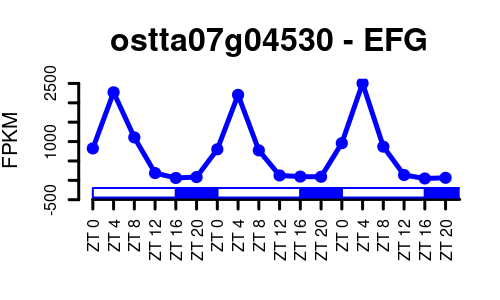 ostta07g04530 - EFG
FPKM
2500
1000
-500
ZT 0 ZT 4 ZT 8 ZT 12 ZT 16 ZT 20 ZT 0 ZT 4 ZT 8 ZT 12 ZT 16 ZT 20 ZT 0 ZT 4 ZT 8 ZT 12 ZT 16 ZT 20